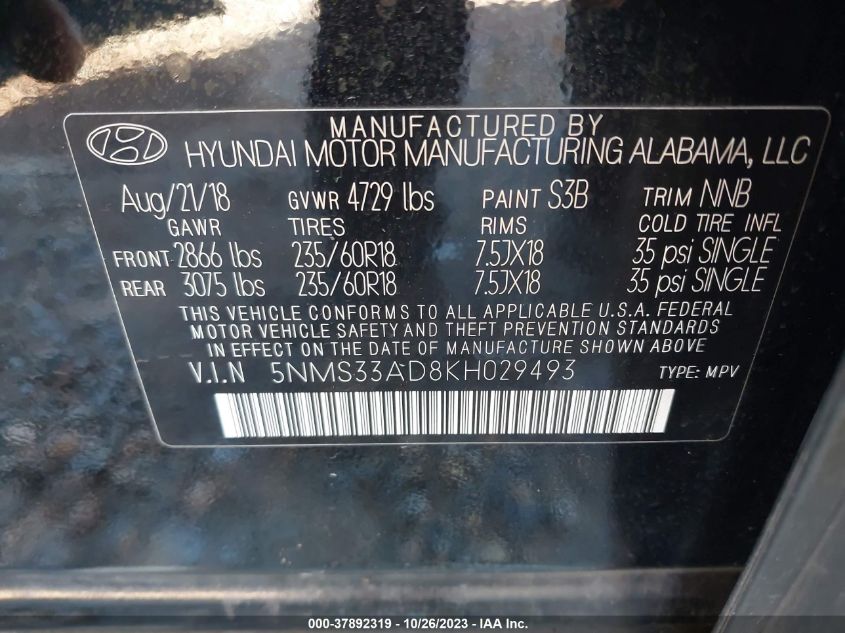 MANUFACTURED BY
HYUNDAI MOTOR MANUFACTURING ALABAMA, LLC
Aug/21/18 GVWR 4729 lbs PAINT S3B TRIM NNB
GAWR TIRES RIMS COLD TIRE INFL
FRONT 2866 lbs 235/60R18 7.5JX18 35 psi SINGLE
REAR 3075 lbs 235/60R18 7.5JX18 35 psi SINGLE
THIS VEHICLE CONFORMS TO ALL APPLICABLE U.S.A. FEDERAL
MOTOR VEHICLE SAFETY AND THEFT PREVENTION STANDARDS
IN EFFECT ON THE DATE OF MANUFACTURE SHOWN ABOVE.
V.I.N 5NMS33AD8KH029493 TYPE: MPV
000-37892319 - 10/26/2023 - IAA Inc.